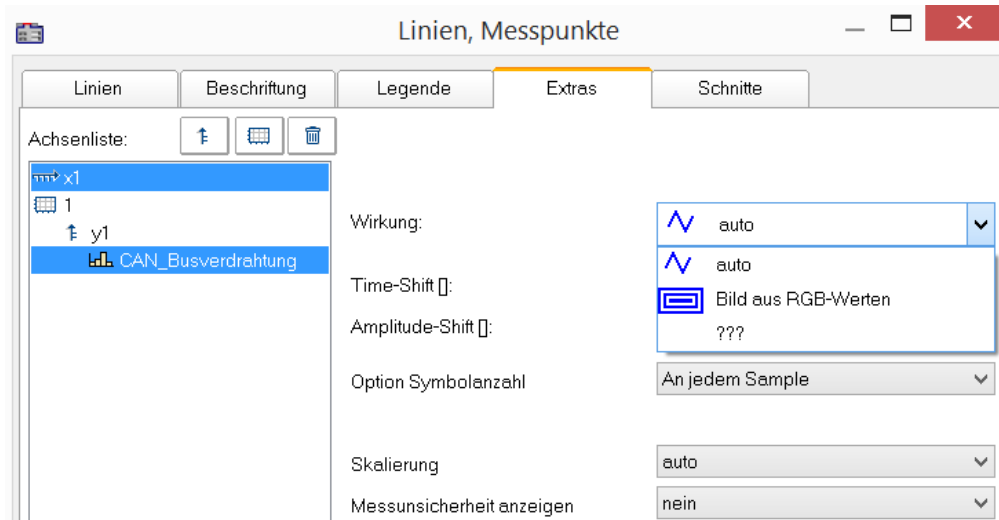 Linien, Messpunkte
Linien Beschriftung Legende Extras Schnitte
Achsenliste:
x1
1
y1
CAN_Busverdrahtung
Wirkung: auto
auto
Bild aus RGB-Werten
???
Time-Shift []:
Amplitude-Shift []:
Option Symbolanzahl An jedem Sample
Skalierung auto
Messunsicherheit anzeigen nein